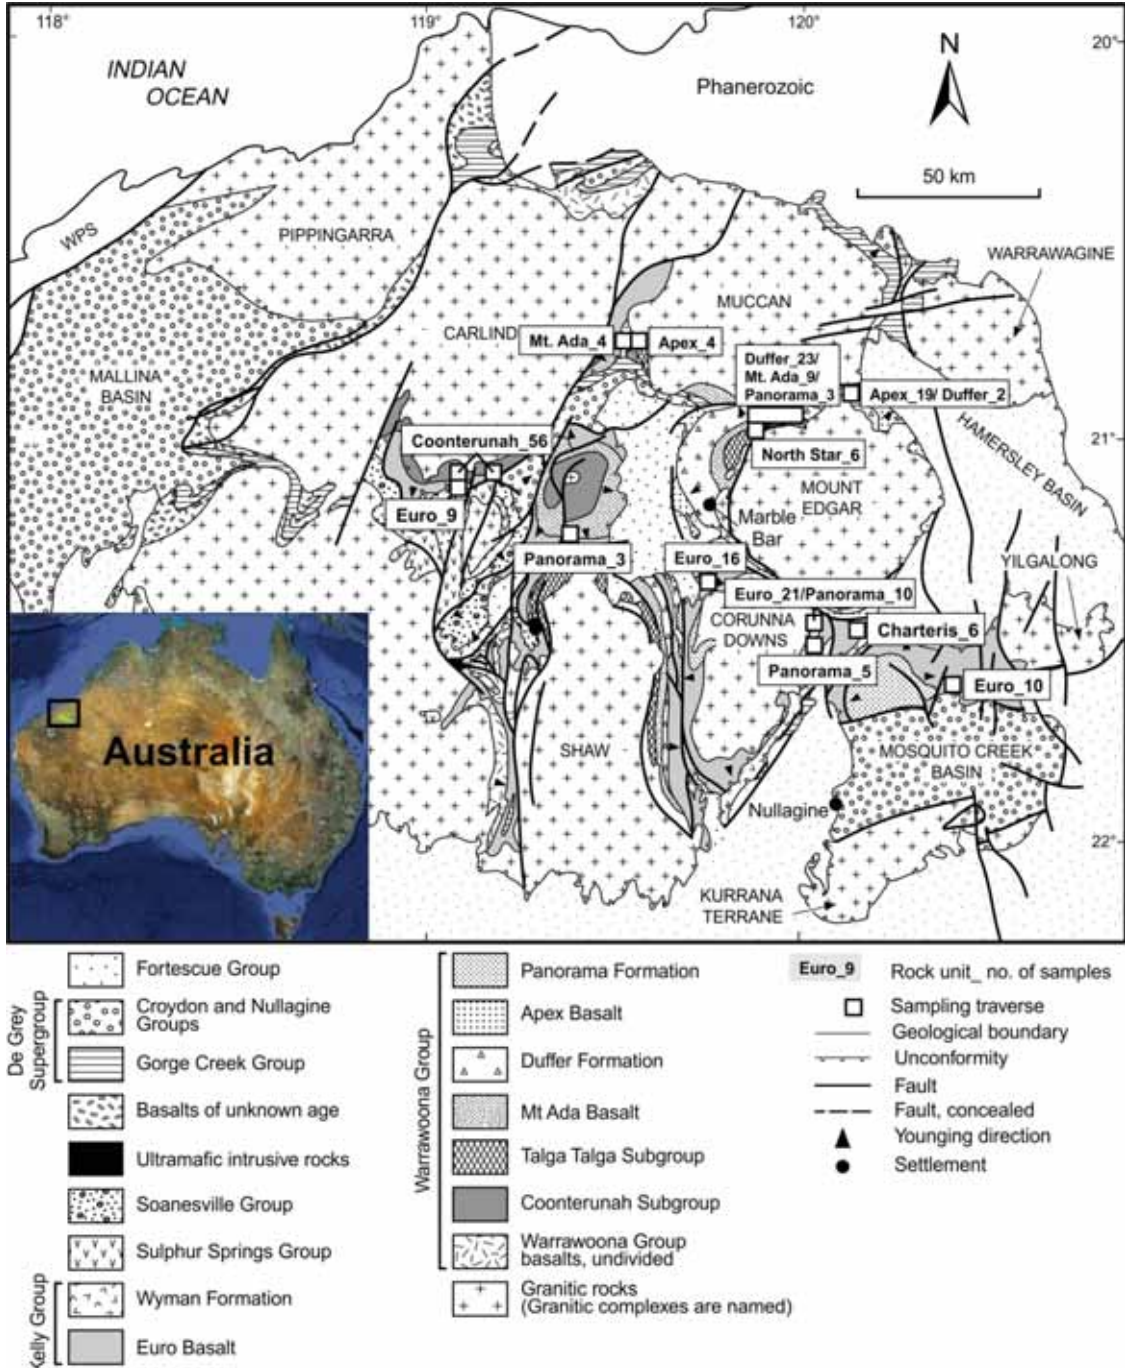 118°
119°
120°
20°
INDIAN
OCEAN
Phanerozoic
N
50 km
WPS
PIPPINGARRA
WARRAWAGINE
MUCCAN
CARLIND
Mt. Ada_4
Apex_4
MALLINA
BASIN
Duffer_23/
Mt. Ada_9/
Panorama_3
Apex_19/ Duffer_2
HAMERSLEY BASIN
21°
Coonterunah_56
North Star_6
MOUNT
EDGAR
Euro_9
Marble
Bar
Panorama_3
Euro_16
YILGALONG
Euro_21/Panorama_10
CORUNNA
DOWNS
Charteris_6
Panorama_5
Euro_10
Australia
SHAW
MOSQUITO CREEK
BASIN
Nullagine
22°
KURRANA
TERRANE
118°
119°
120°
Fortescue Group
De Grey
Supergroup
Croydon and Nullagine
Groups
Gorge Creek Group
Basalts of unknown age
Ultramafic intrusive rocks
Soanesville Group
Sulphur Springs Group
Kelly Group
Wyman Formation
Euro Basalt
Warrawoona Group
Panorama Formation
Apex Basalt
Duffer Formation
Mt Ada Basalt
Talga Talga Subgroup
Coonterunah Subgroup
Warrawoona Group
basalts, undivided
Granitic rocks
(Granitic complexes are named)
Euro_9
Rock unit_ no. of samples
Sampling traverse
Geological boundary
Unconformity
Fault
Fault, concealed
Younging direction
Settlement